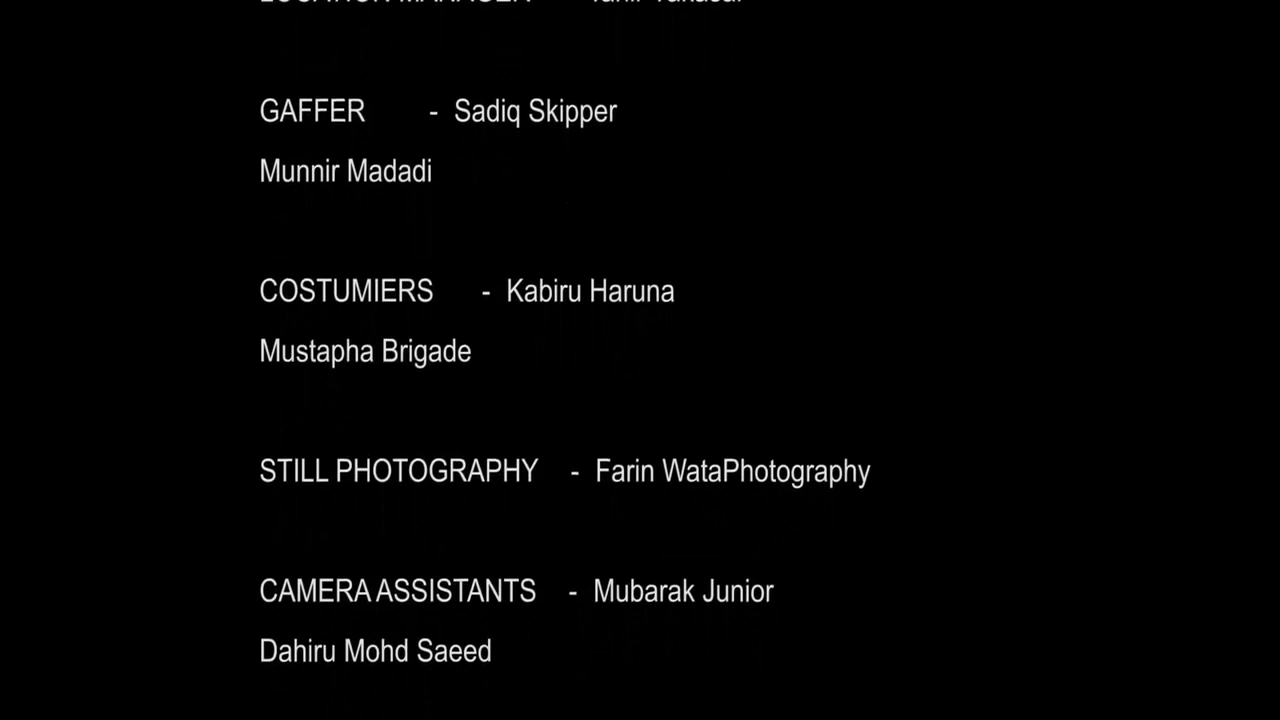 GAFFER - Sadiq Skipper
Munnir Madadi
COSTUMIERS - Kabiru Haruna
Mustapha Brigade
STILL PHOTOGRAPHY - Farin WataPhotography
CAMERA ASSISTANTS - Mubarak Junior
Dahiru Mohd Saeed